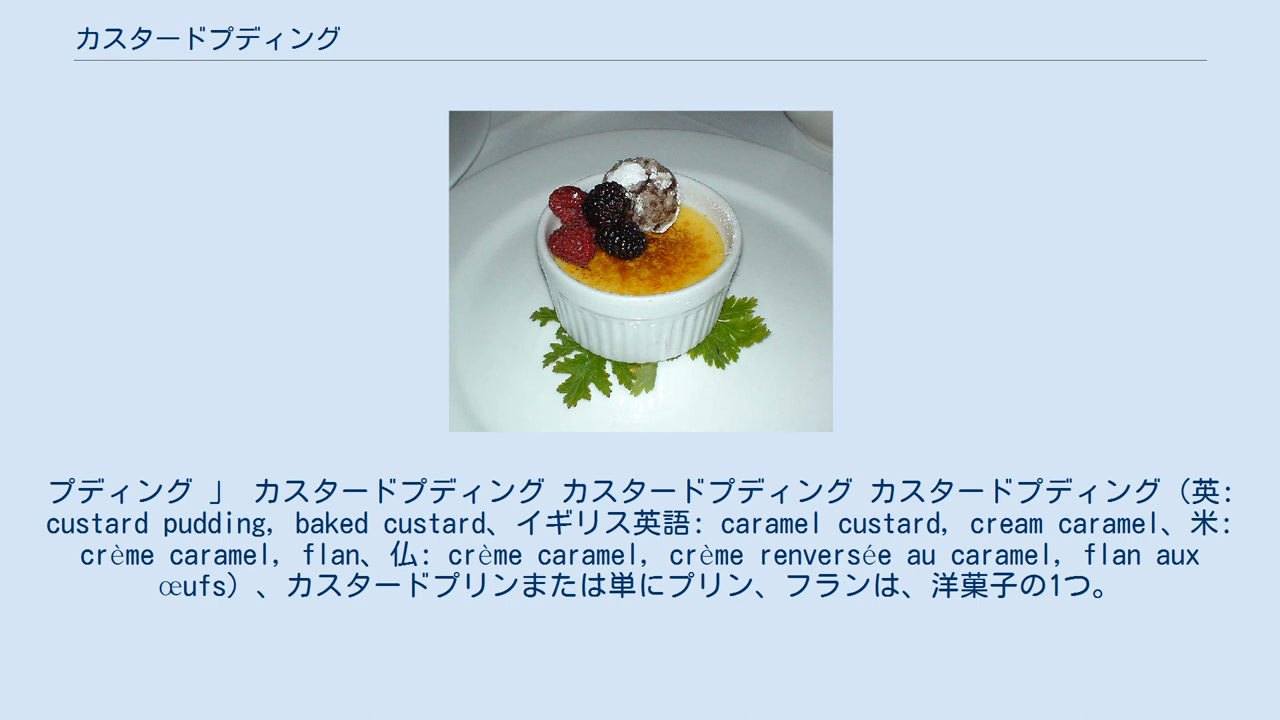 カスタードプディング
プディング 」 カスタードプディング カスタードプディング カスタードプディング（英:
custard pudding, baked custard、イギリス英語: caramel custard, cream caramel、米:
crème caramel, flan、仏: crème caramel, crème renversée au caramel, flan aux
œufs）、カスタードプリンまたは単にプリン、フランは、洋菓子の1つ。